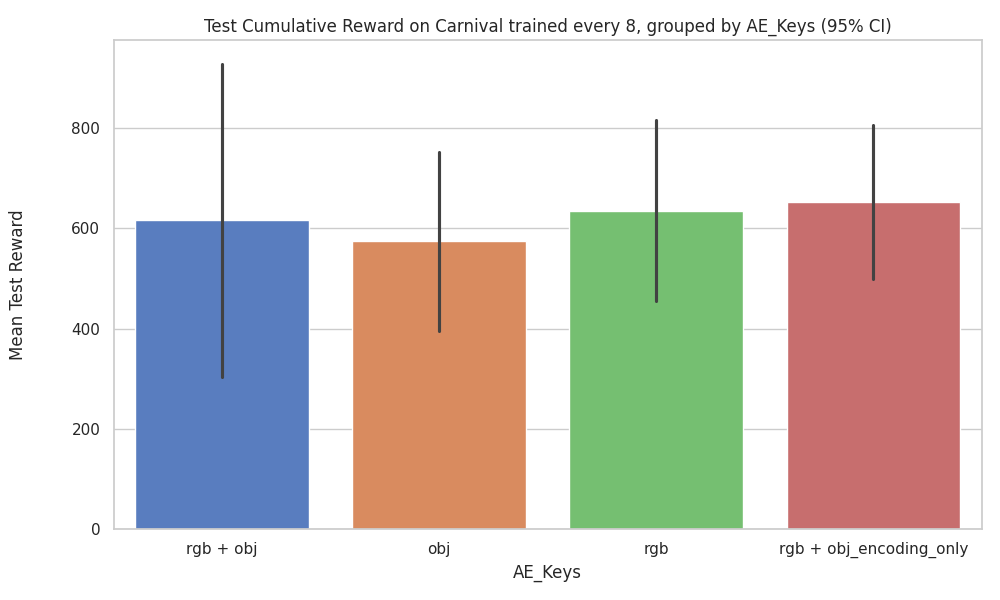 Test Cumulative Reward on Carnival trained every 8, grouped by AE_Keys (95% CI)
Mean Test Reward
800
600
400
200
0
rgb + obj
obj
rgb
rgb + obj_encoding_only
AE_Keys